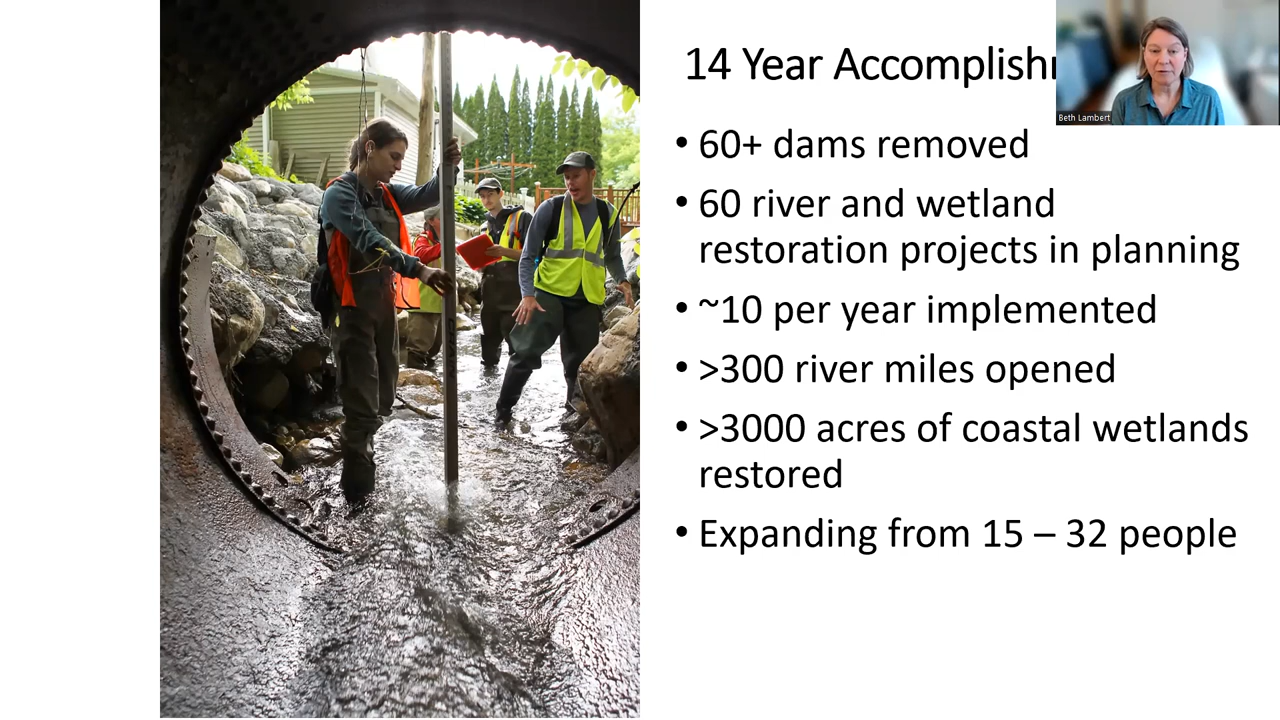 14 Year Accomplish
Beth Lambert
• 60+ dams removed
• 60 river and wetland
restoration projects in planning
• ~10 per year implemented
• >300 river miles opened
• >3000 acres of coastal wetlands
restored
• Expanding from 15 – 32 people